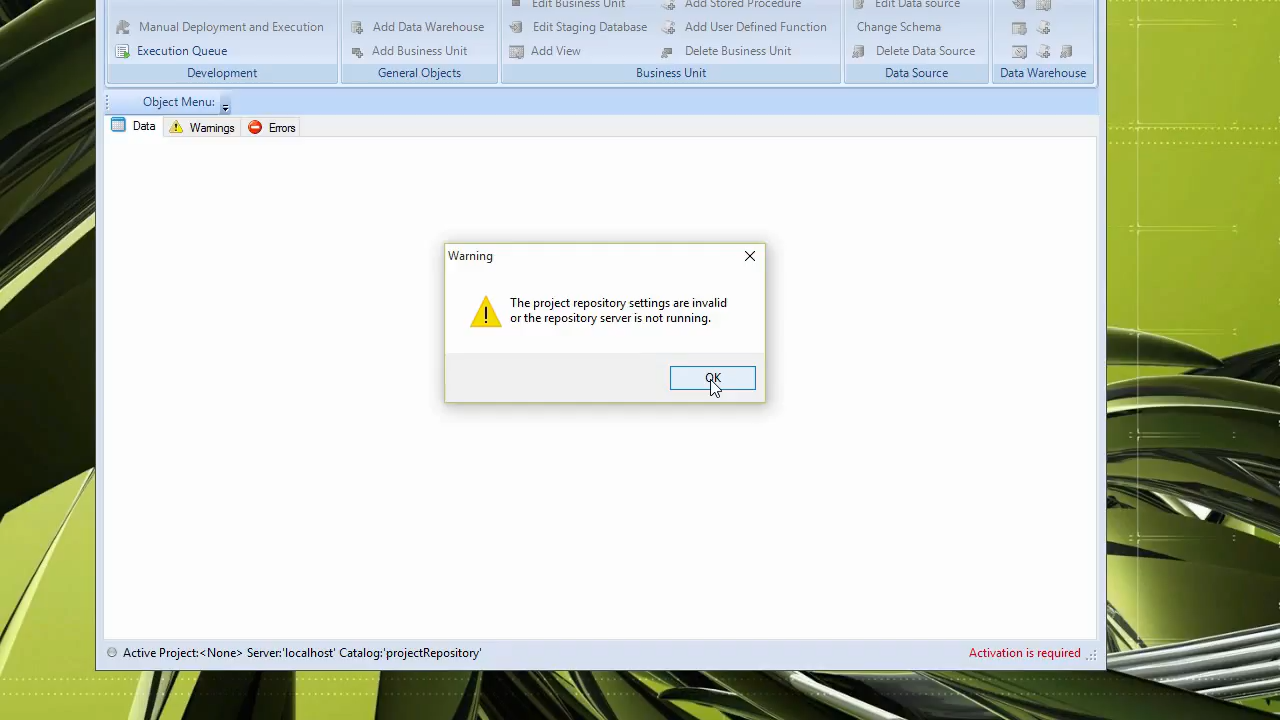 Edit Business Unit Add Stored Procedure Edit Data source
Manual Deployment and Execution Add Data Warehouse Edit Staging Database Add User Defined Function Change Schema
Execution Queue Add Business Unit Add View Delete Business Unit Delete Data Source
Development General Objects Business Unit Data Source Data Warehouse
Object Menu:
Data Warnings Errors
Warning
The project repository settings are invalid
or the repository server is not running.
OK
Active Project:<None> Server:'localhost' Catalog:'projectRepository' Activation is required